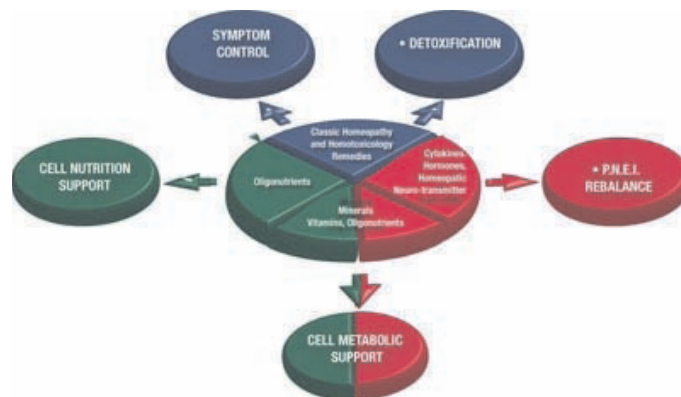 SYMPTOM
CONTROL
• DETOXIFICATION
Classic Homeopathy
and Homotoxicology
Remedies
Cytokines,
Hormones,
Homeopatic
Neuro-transmitter
CELL NUTRITION
SUPPORT
Oligonutrients
• P.N.E.I.
REBALANCE
Minerals
Vitamins, Oligonutrients
CELL METABOLIC
SUPPORT